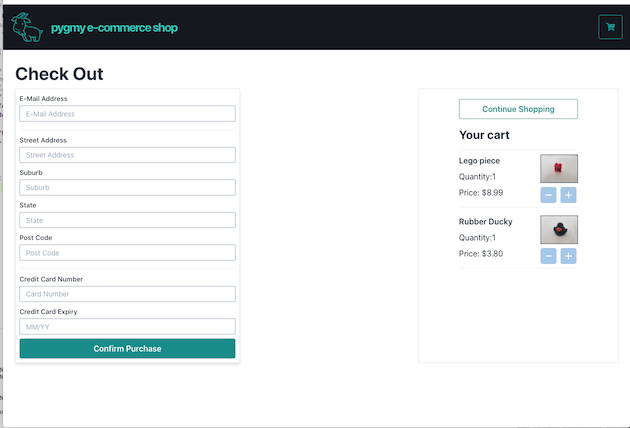 pygmy e-commerce shop
Check Out
E-Mail Address
E-Mail Address
Street Address
Street Address
Suburb
Suburb
State
State
Post Code
Post Code
Credit Card Number
Card Number
Credit Card Expiry
MM/YY
Confirm Purchase
Continue Shopping
Your cart
Lego piece
Quantity:1
Price: $8.99
Rubber Ducky
Quantity:1
Price: $3.80